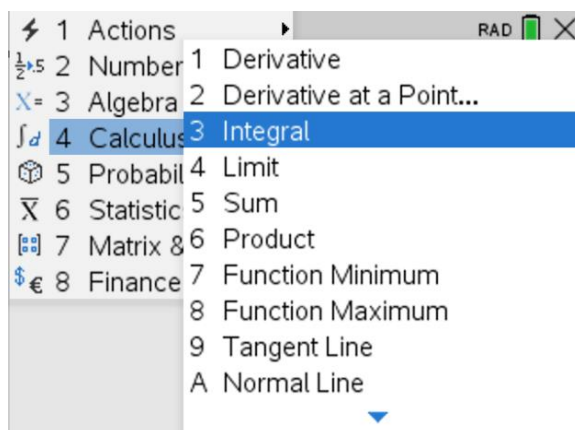 RAD
1 Actions
2 Number
3 Algebra
4 Calculus
5 Probabil
6 Statistic
7 Matrix &
8 Finance
1 Derivative
2 Derivative at a Point...
3 Integral
4 Limit
5 Sum
6 Product
7 Function Minimum
8 Function Maximum
9 Tangent Line
A Normal Line